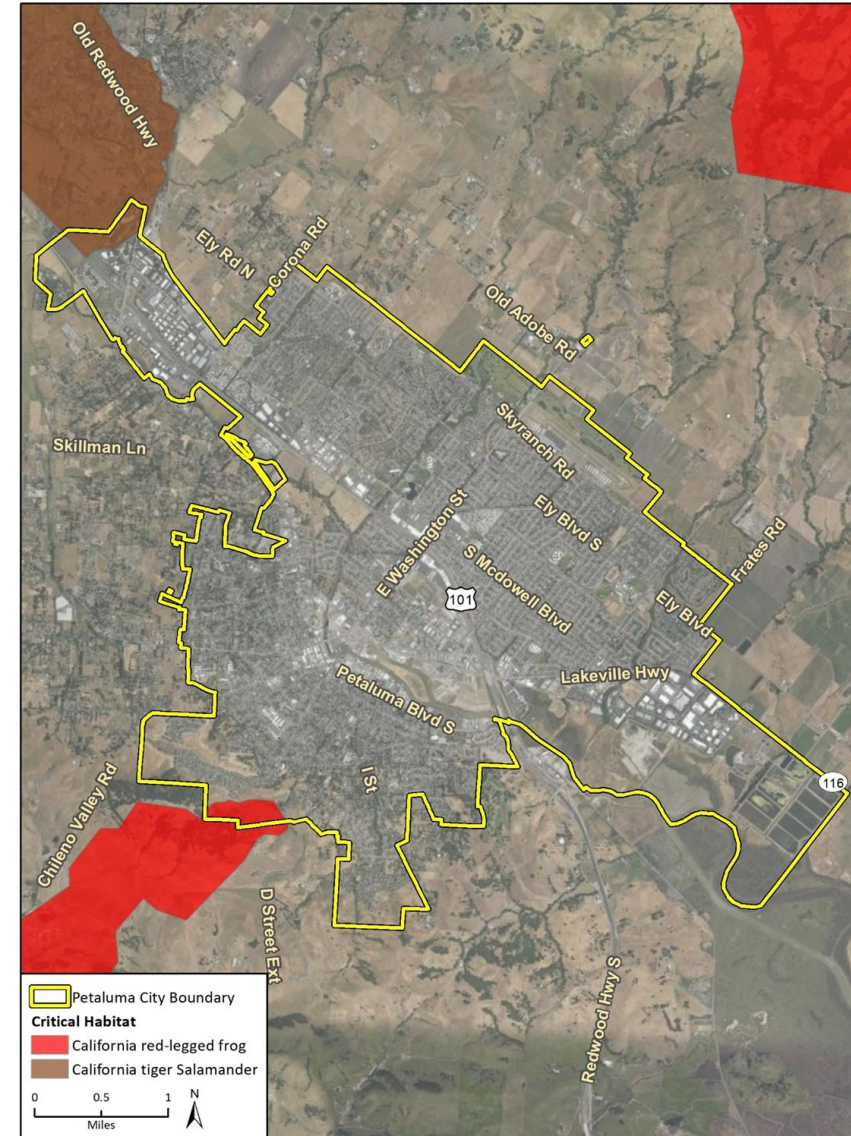 Old Redwood Hwy
Ely Rd N
Corona Rd
Old Adobe Rd
Skillman Ln
Skyranch Rd
Ely Blvd S
E Washington St
S Mcdowell Blvd
Frates Rd
101
Ely Blvd
Lakeville Hwy
Petaluma Blvd S
I St
116
Chileno Valley Rd
D Street Ext
Redwood Hwy S
Petaluma City Boundary
Critical Habitat
California red-legged frog
California tiger Salamander
0 0.5 1
Miles
N